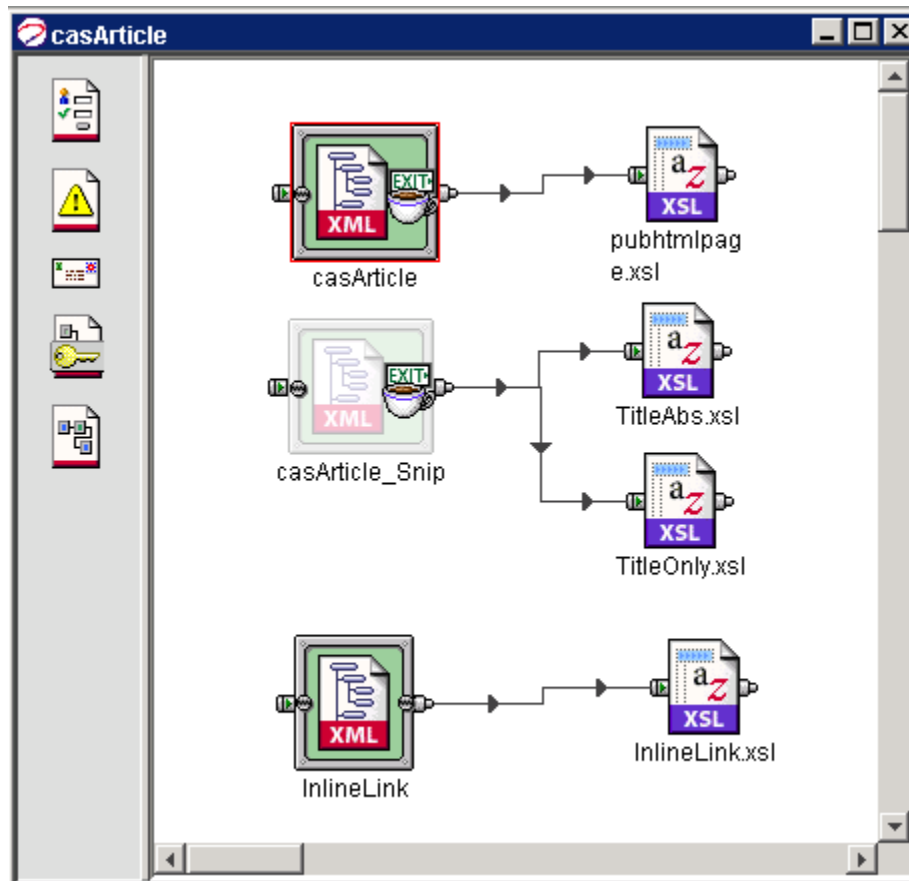 casArticle
EXIT
a
z
XML
XSL
casArticle
pubhtmlpag
e.xsl
EXIT
a
z
XML
XSL
casArticle_Snip
TitleAbs.xsl
a
z
XSL
TitleOnly.xsl
a
z
XML
XSL
InlineLink
InlineLink.xsl